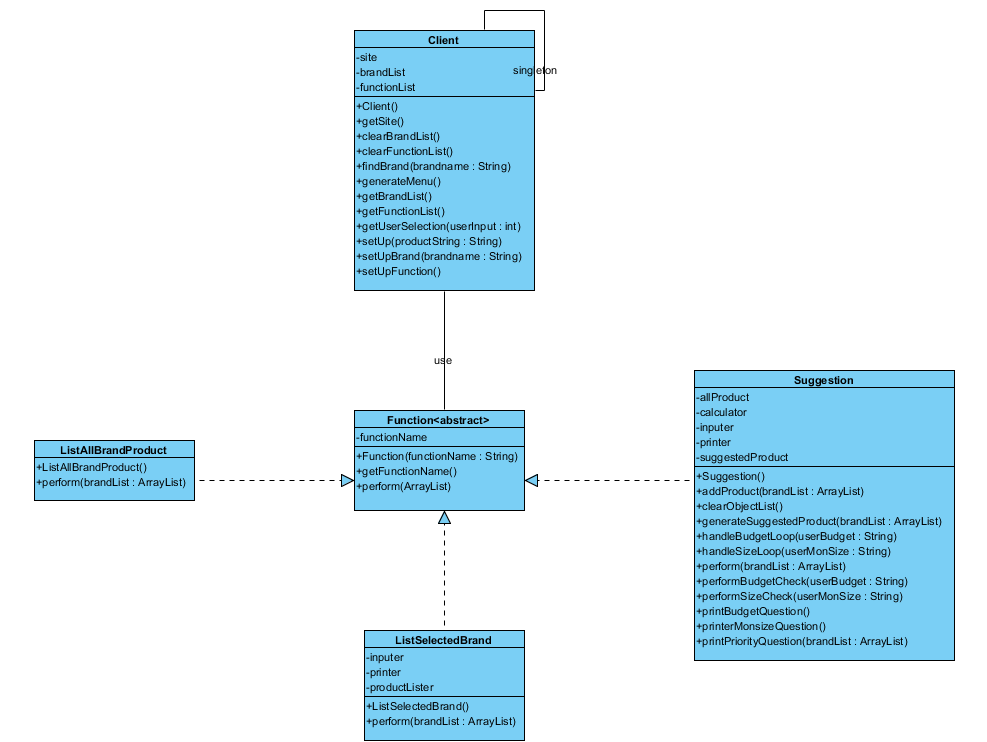 Client
-site
-brandList
singleton
-functionList
+Client()
+getSite()
+clearBrandList()
+clearFunctionList()
+findBrand(brandname : String)
+generateMenu()
+getBrandList()
+getFunctionList()
+getUserSelection(userInput : int)
+setUp(productString : String)
+setUpBrand(brandname : String)
+setUpFunction()
use
Function<abstract>
-functionName
+Function(functionName : String)
+getFunctionName()
+perform(ArrayList)
ListAllBrandProduct
+ListAllBrandProduct()
+perform(brandList : ArrayList)
Suggestion
-allProduct
-calculator
-inputer
-printer
-suggestedProduct
+Suggestion()
+addProduct(brandList : ArrayList)
+clearObjectList()
+generateSuggestedProduct(brandList : ArrayList)
+handleBudgetLoop(userBudget : String)
+handleSizeLoop(userMonSize : String)
+perform(brandList : ArrayList)
+performBudgetCheck(userBudget : String)
+performSizeCheck(userMonSize : String)
+printBudgetQuestion()
+printerMonsizeQuestion()
+printPriorityQuestion(brandList : ArrayList)
ListSelectedBrand
-inputer
-printer
-productLister
+ListSelectedBrand()
+perform(brandList : ArrayList)